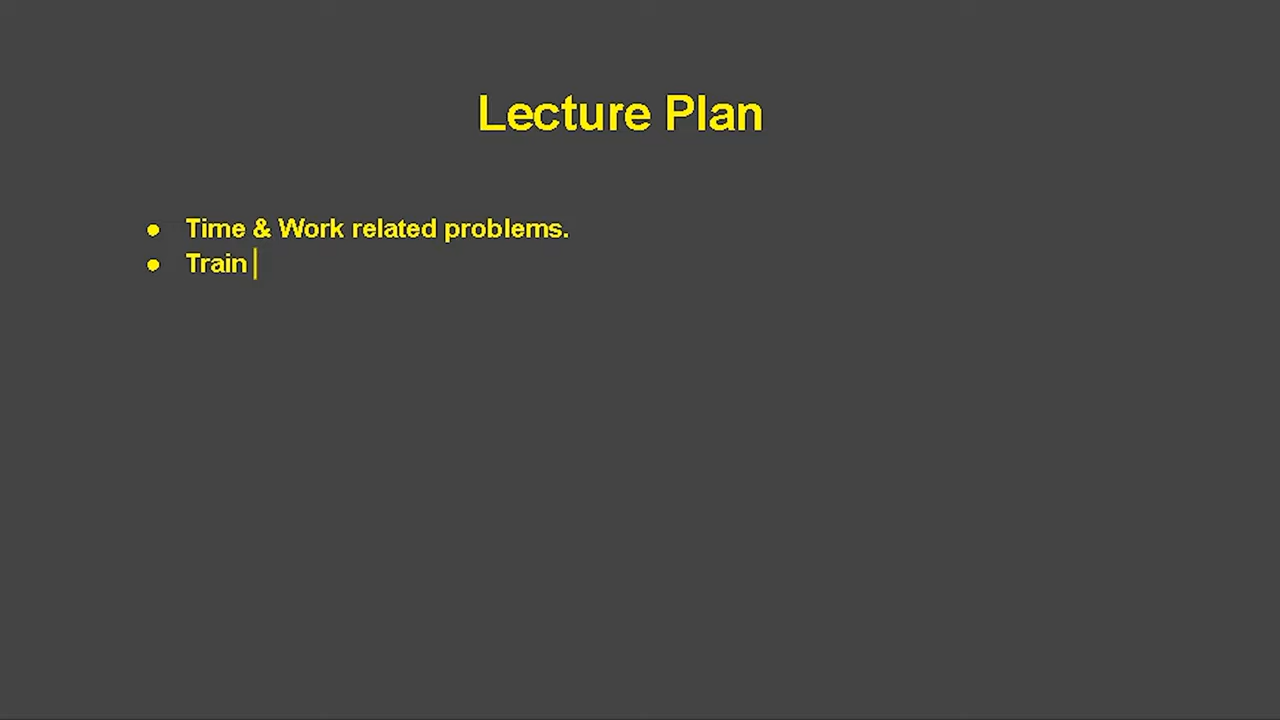 Lecture Plan
● Time & Work related problems.
● Train